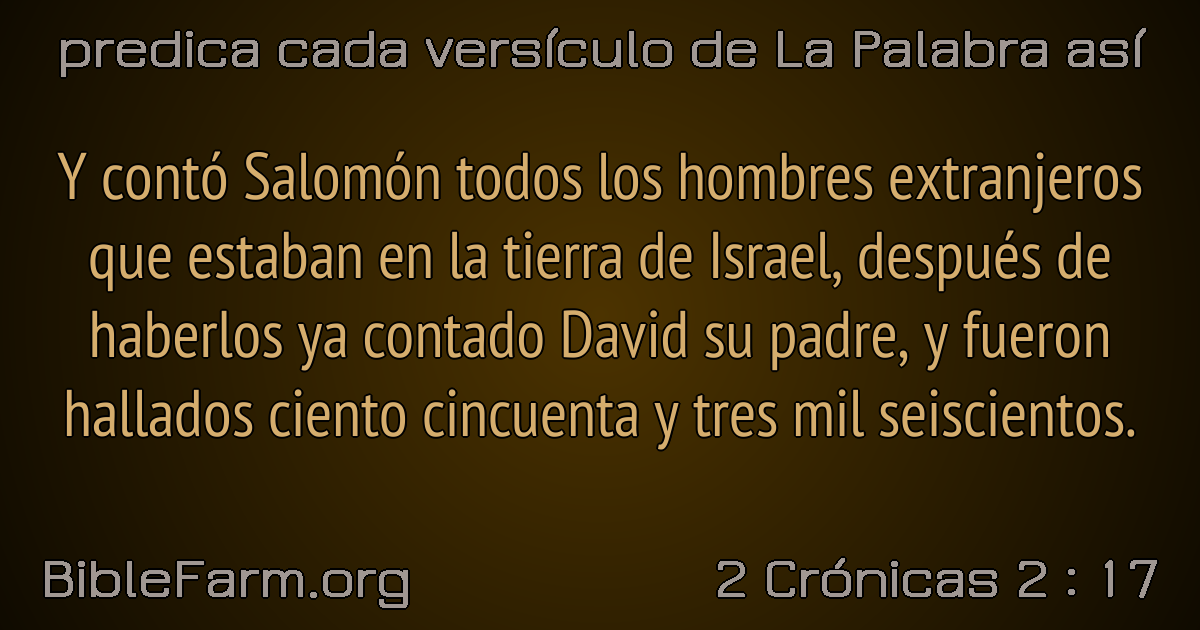 predica cada versículo de La Palabra así
Y contó Salomón todos los hombres extranjeros
que estaban en la tierra de Israel, después de
haberlos ya contado David su padre, y fueron
hallados ciento cincuenta y tres mil seiscientos.
BibleFarm.org
2 Crónicas 2 : 17